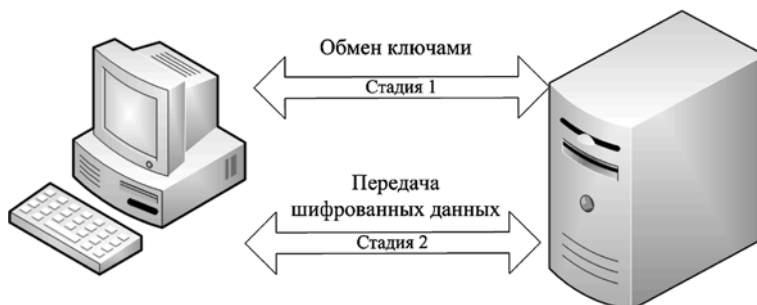 Обмен ключами
Стадия 1
Передача
шифрованных данных
Стадия 2